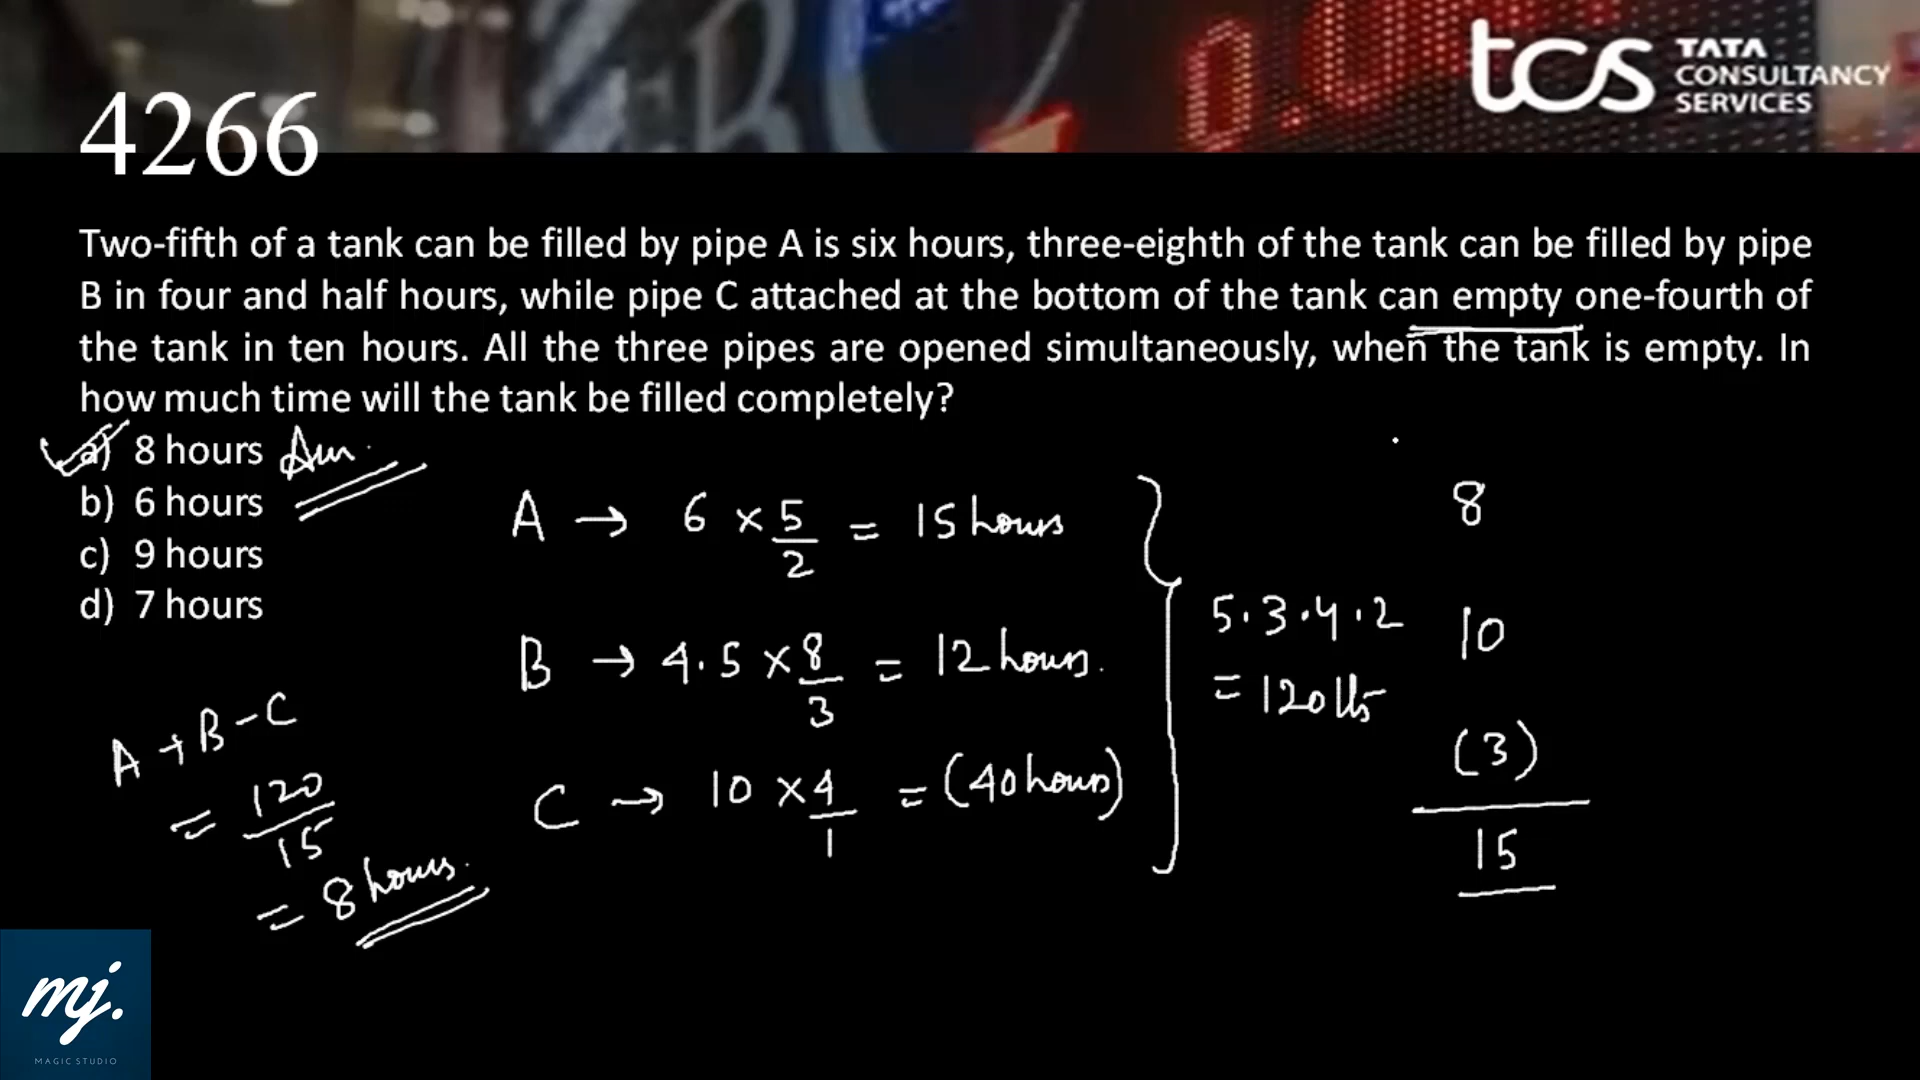 tcs TATA
CONSULTANCY
SERVICES
4266
Two-fifth of a tank can be filled by pipe A is six hours, three-eighth of the tank can be filled by pipe
B in four and half hours, while pipe C attached at the bottom of the tank can empty one-fourth of
the tank in ten hours. All the three pipes are opened simultaneously, when the tank is empty. In
how much time will the tank be filled completely?
a) 8 hours Ans.
b) 6 hours
c) 9 hours
d) 7 hours
A → 6 × 5/2 = 15 hours
B → 4.5 × 8/3 = 12 hours.
C → 10 × 4/1 = (40 hours)
5.3.4.2
= 120 lts
8
10
(3)
15
A + B - C
= 120/15
= 8 hours.
mj.
MAGIC STUDIO